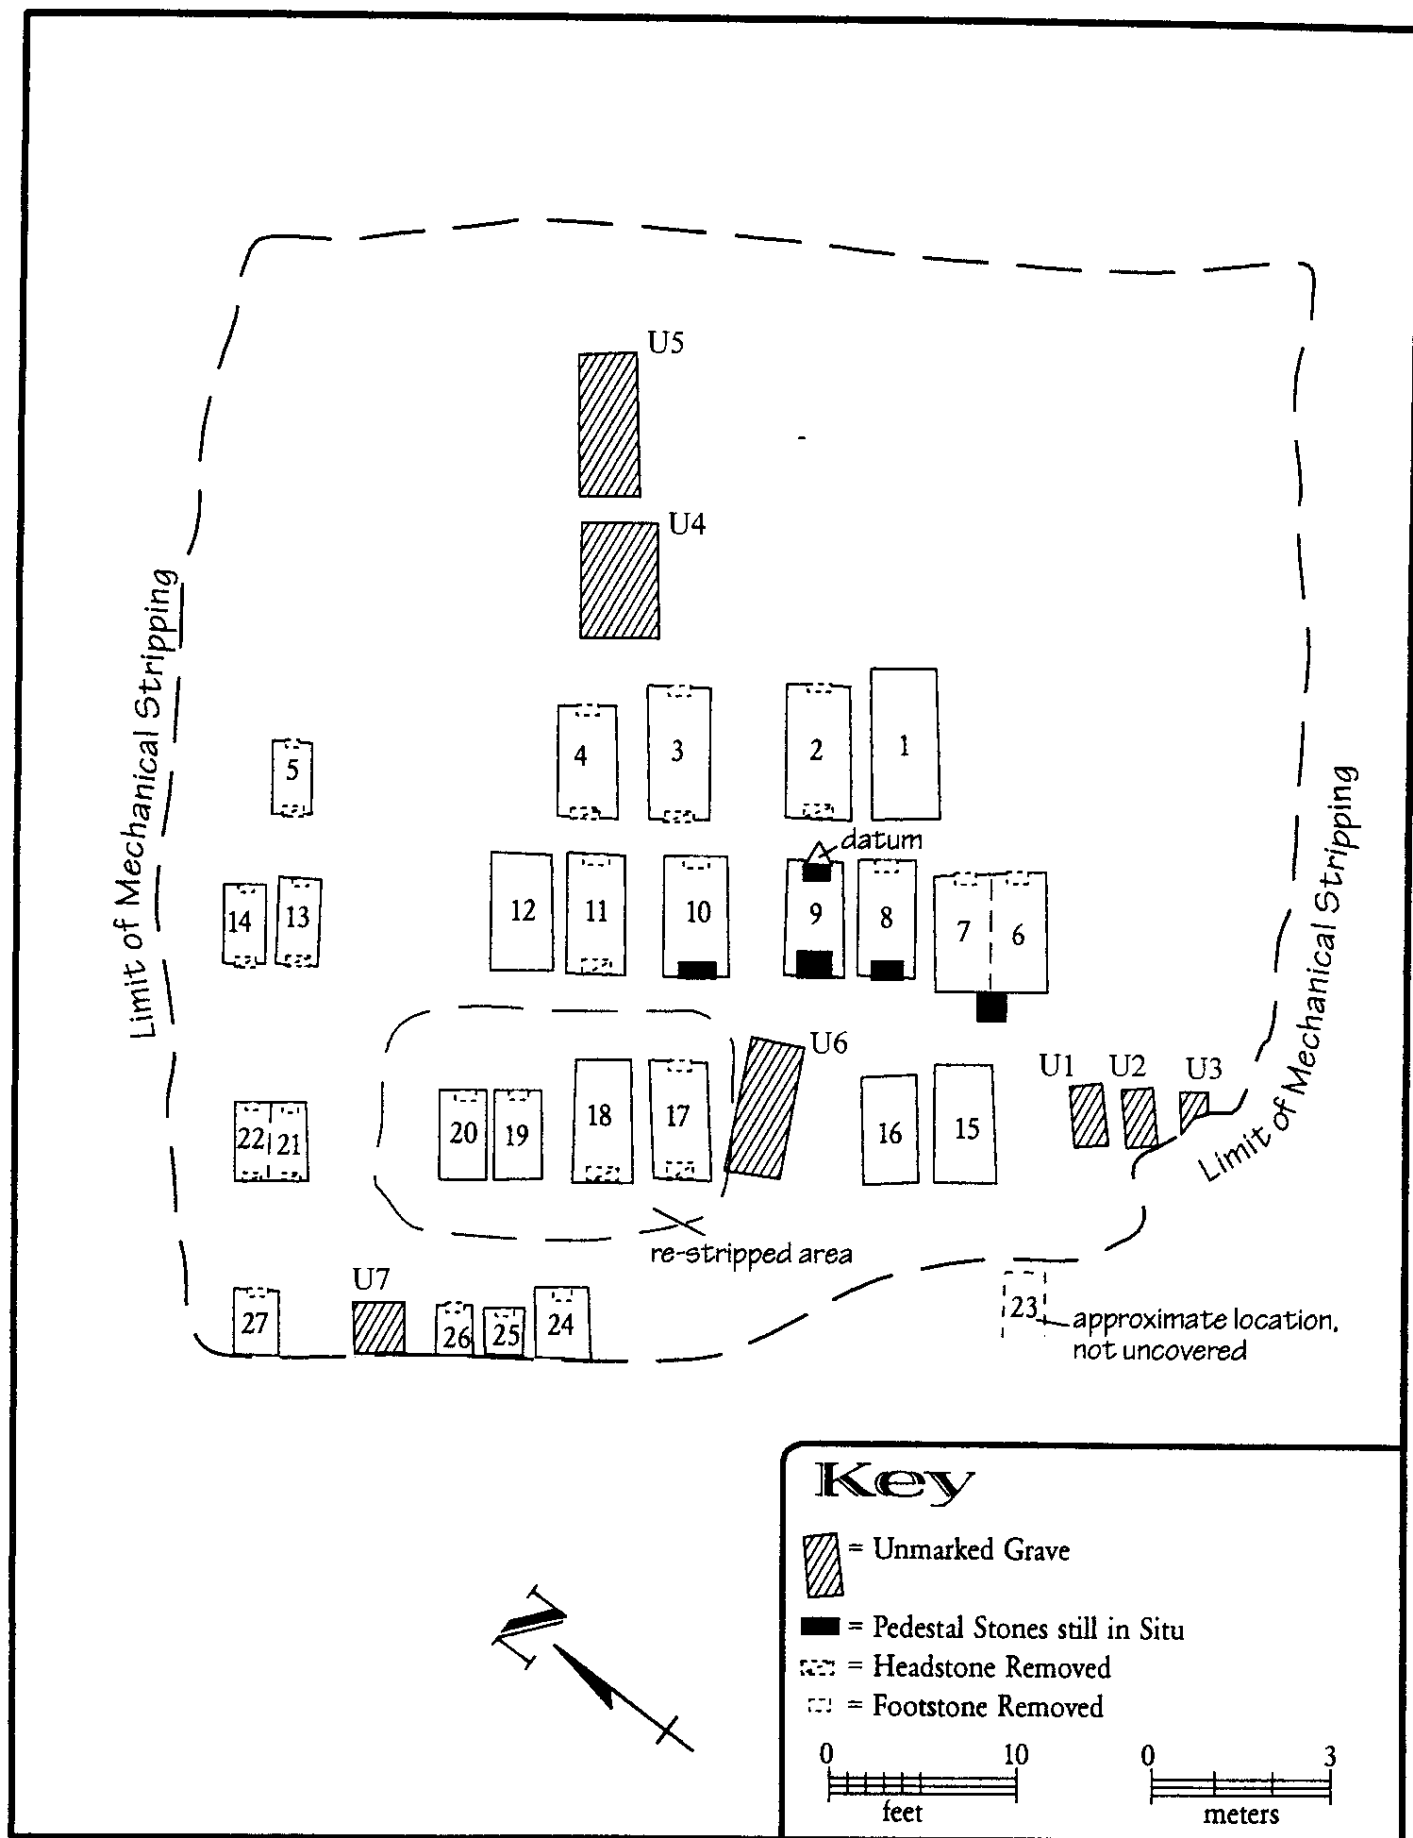 U5
U4
Limit of Mechanical Stripping
5
4
3
2
1
datum
14
13
12
11
10
9
8
7
6
Limit of Mechanical Stripping
U6
U1
U2
U3
22
21
20
19
18
17
16
15
re-stripped area
U7
27
26
25
24
23
approximate location,
not uncovered
Key
= Unmarked Grave
= Pedestal Stones still in Situ
= Headstone Removed
= Footstone Removed
N
0 10
feet
0 3
meters